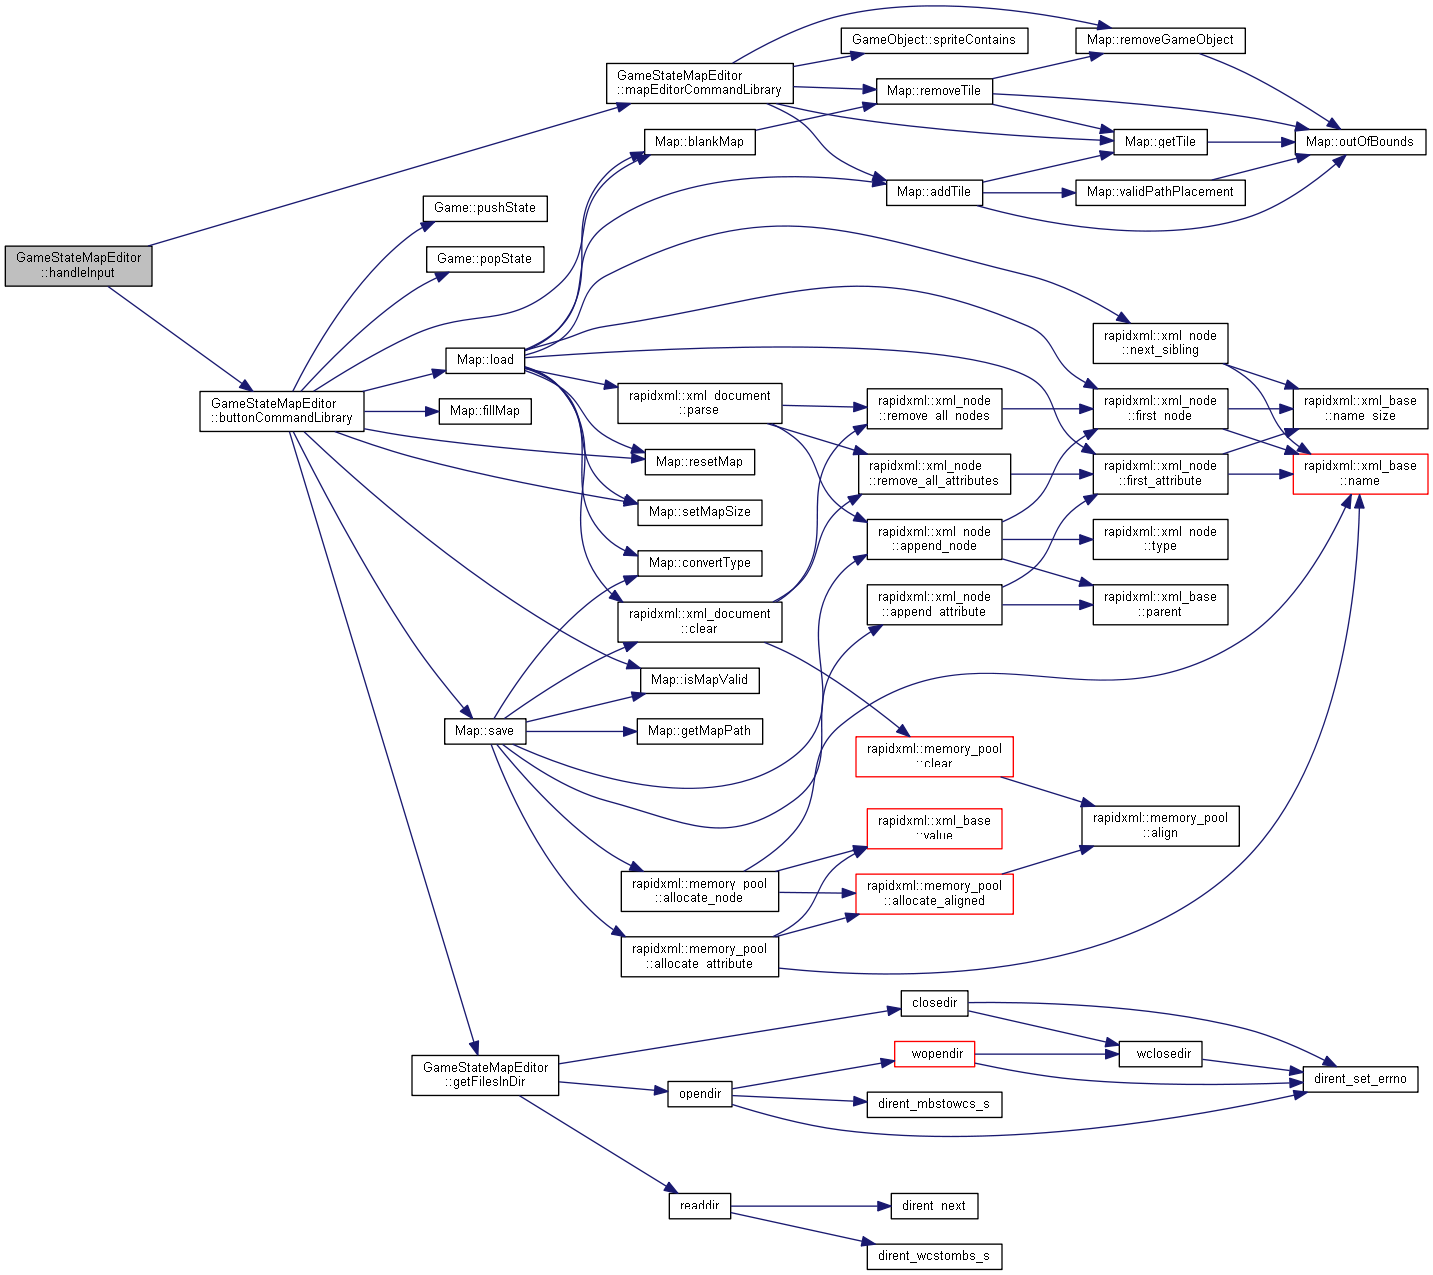 GameStateMapEditor
::handleInput
GameStateMapEditor
::mapEditorCommandLibrary
GameStateMapEditor
::buttonCommandLibrary
Game::pushState
Game::popState
Map::load
Map::fillMap
Map::save
GameStateMapEditor
::getFilesInDir
Map::blankMap
rapidxml::xml_document
::parse
Map::resetMap
Map::setMapSize
Map::convertType
rapidxml::xml_document
::clear
Map::isMapValid
Map::getMapPath
rapidxml::memory_pool
::allocate_node
rapidxml::memory_pool
::allocate_attribute
opendir
readdir
GameObject::spriteContains
Map::removeTile
Map::addTile
rapidxml::xml_node
::remove_all_nodes
rapidxml::xml_node
::remove_all_attributes
rapidxml::xml_node
::append_node
rapidxml::xml_node
::append_attribute
rapidxml::memory_pool
::clear
rapidxml::xml_base
::value
rapidxml::memory_pool
::allocate_aligned
closedir
wopendir
dirent_mbstowcs_s
dirent_next
dirent_wcstombs_s
Map::removeGameObject
Map::getTile
Map::validPathPlacement
rapidxml::xml_node
::next_sibling
rapidxml::xml_node
::first_node
rapidxml::xml_node
::first_attribute
rapidxml::xml_node
::type
rapidxml::xml_base
::parent
rapidxml::memory_pool
::align
wclosedir
Map::outOfBounds
rapidxml::xml_base
::name_size
rapidxml::xml_base
::name
dirent_set_errno